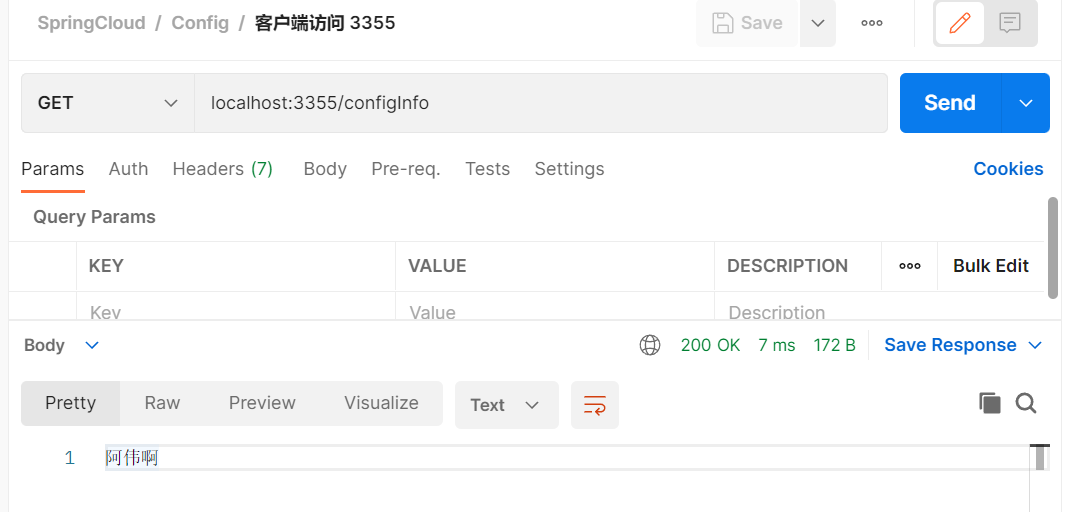 SpringCloud / Config / 客户端访问 3355
Save
GET
localhost:3355/configInfo
Send
Params Auth Headers (7) Body Pre-req. Tests Settings Cookies
Query Params
KEY VALUE DESCRIPTION Bulk Edit
Key Value Description
Body 200 OK 7 ms 172 B Save Response
Pretty Raw Preview Visualize Text
1 阿伟啊